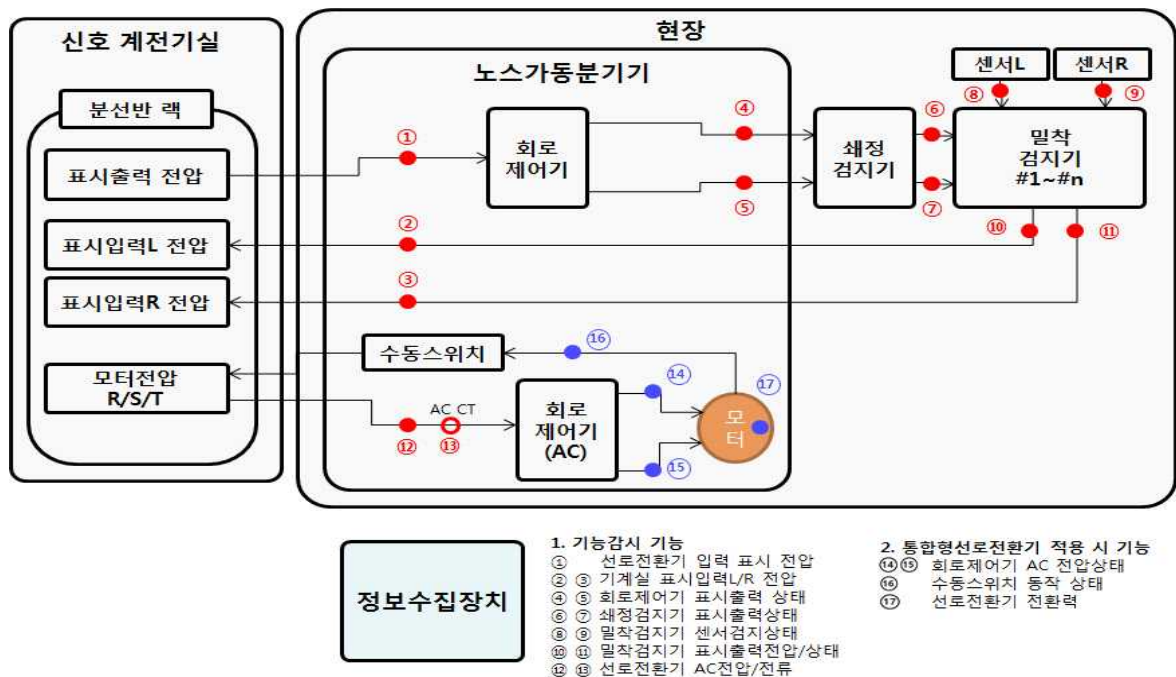 신호 계전기실
현장
노스가동분기기
센서L
센서R
분선반 랙
⑧
⑨
①
④
⑥
표시출력 전압
회로
제어기
쇄정
검지기
밀착
검지기
#1~#n
⑤
⑦
②
⑩
⑪
표시입력L 전압
③
표시입력R 전압
수동스위치
⑯
⑭
⑰
모터전압
R/S/T
AC CT
⑫
⑬
회로
제어기
(AC)
모
터
⑮
정보수집장치
1. 기능감시 기능
① 선로전환기 입력 표시 전압
② ③ 기계실 표시입력L/R 전압
④ ⑤ 회로제어기 표시출력 상태
⑥ ⑦ 쇄정검지기 표시출력상태
⑧ ⑨ 밀착검지기 센서검지상태
⑩ ⑪ 밀착검지기 표시출력전압/상태
⑫ ⑬ 선로전환기 AC전압/전류
2. 통합형선로전환기 적용 시 기능
⑭⑮ 회로제어기 AC 전압상태
⑯ 수동스위치 동작 상태
⑰ 선로전환기 전환력